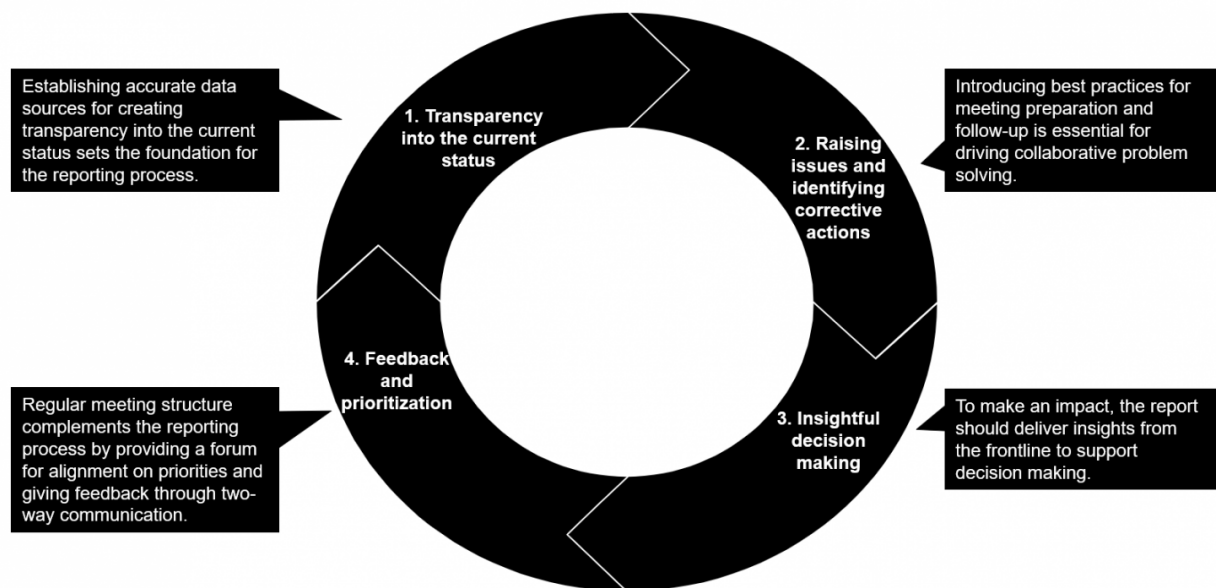 Establishing accurate data
sources for creating
transparency into the current
status sets the foundation for
the reporting process.
1. Transparency
into the current
status
2. Raising
issues and
identifying
corrective
actions
Introducing best practices for
meeting preparation and
follow-up is essential for
driving collaborative problem
solving.
4. Feedback
and
prioritization
Regular meeting structure
complements the reporting
process by providing a forum
for alignment on priorities and
giving feedback through two-
way communication.
3. Insightful
decision
making
To make an impact, the report
should deliver insights from
the frontline to support
decision making.